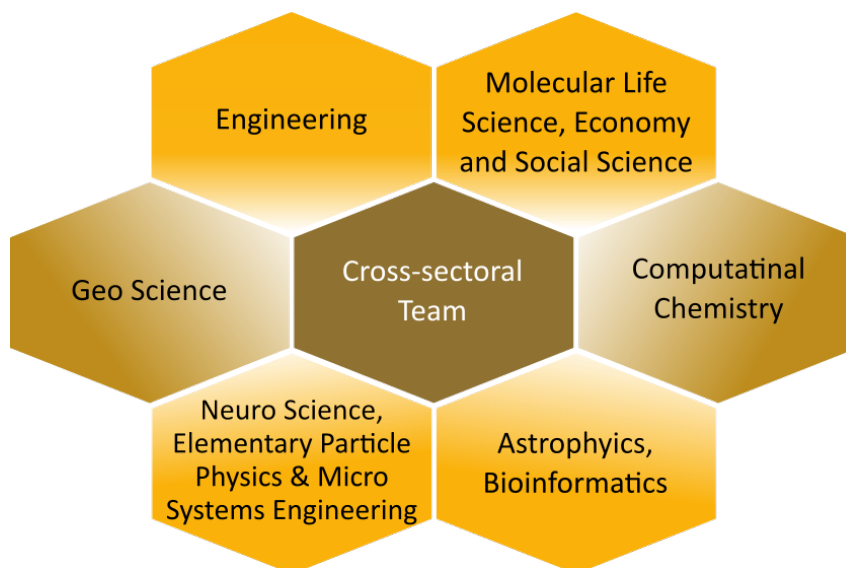 Engineering
Molecular Life
Science, Economy
and Social Science
Geo Science
Cross-sectoral
Team
Computatinal
Chemistry
Neuro Science,
Elementary Particle
Physics & Micro
Systems Engineering
Astrophyics,
Bioinformatics